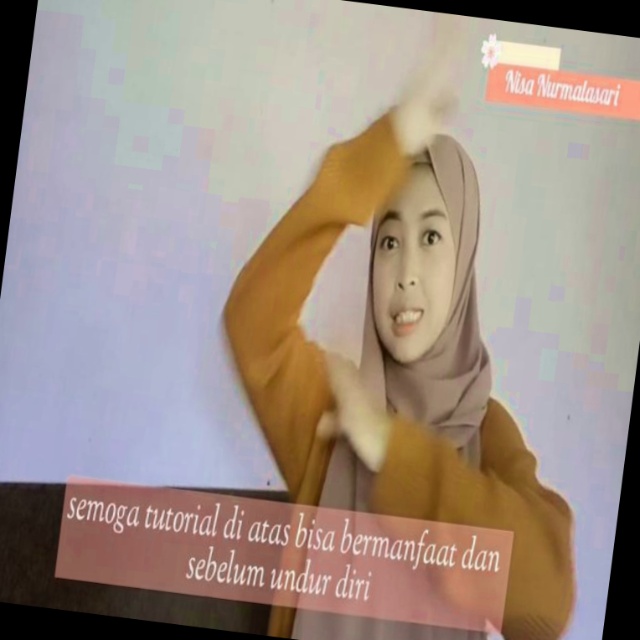 Nisa Nurmalasari
semoga tutorial di atas bisa bermanfaat dan
sebelum undur diri